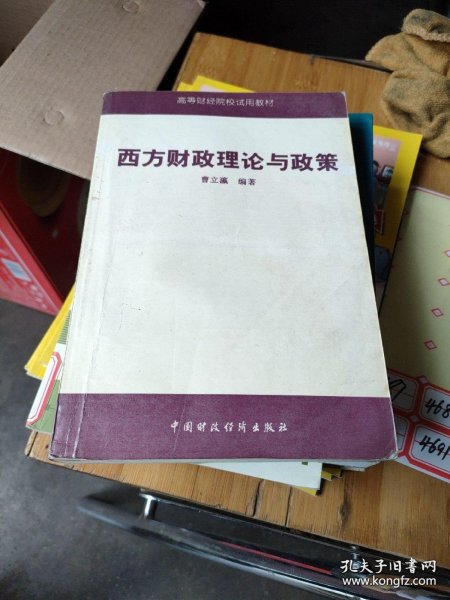 高等财经院校试用教材
西方财政理论与政策
曹立瀛 编著
中国财政经济出版社
468
4691
孔夫子旧书网
www.kongfz.com